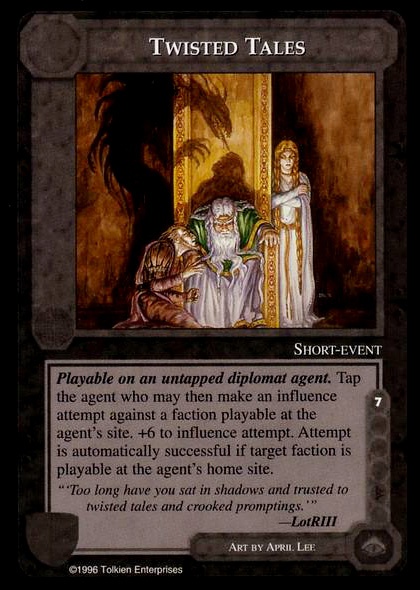 TWISTED TALES
SHORT-EVENT
Playable on an untapped diplomat agent. Tap
the agent who may then make an influence
attempt against a faction playable at the
agent's site. +6 to influence attempt. Attempt
is automatically successful if target faction is
playable at the agent's home site.
7
“‘Too long have you sat in shadows and trusted to
twisted tales and crooked promptings.’”
—LotRIII
ART BY APRIL LEE
©1996 Tolkien Enterprises